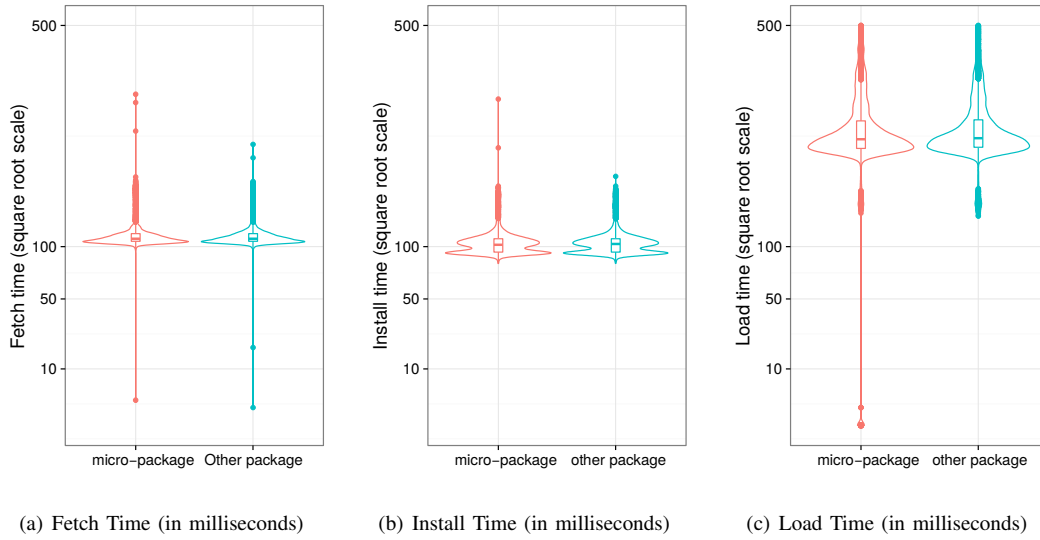 Fetch time (square root scale)
500
100
50
10
micro−package Other package
(a) Fetch Time (in milliseconds)
Install time (square root scale)
500
100
50
10
micro−package other package
(b) Install Time (in milliseconds)
Load time (square root scale)
500
100
50
10
micro−package other package
(c) Load Time (in milliseconds)